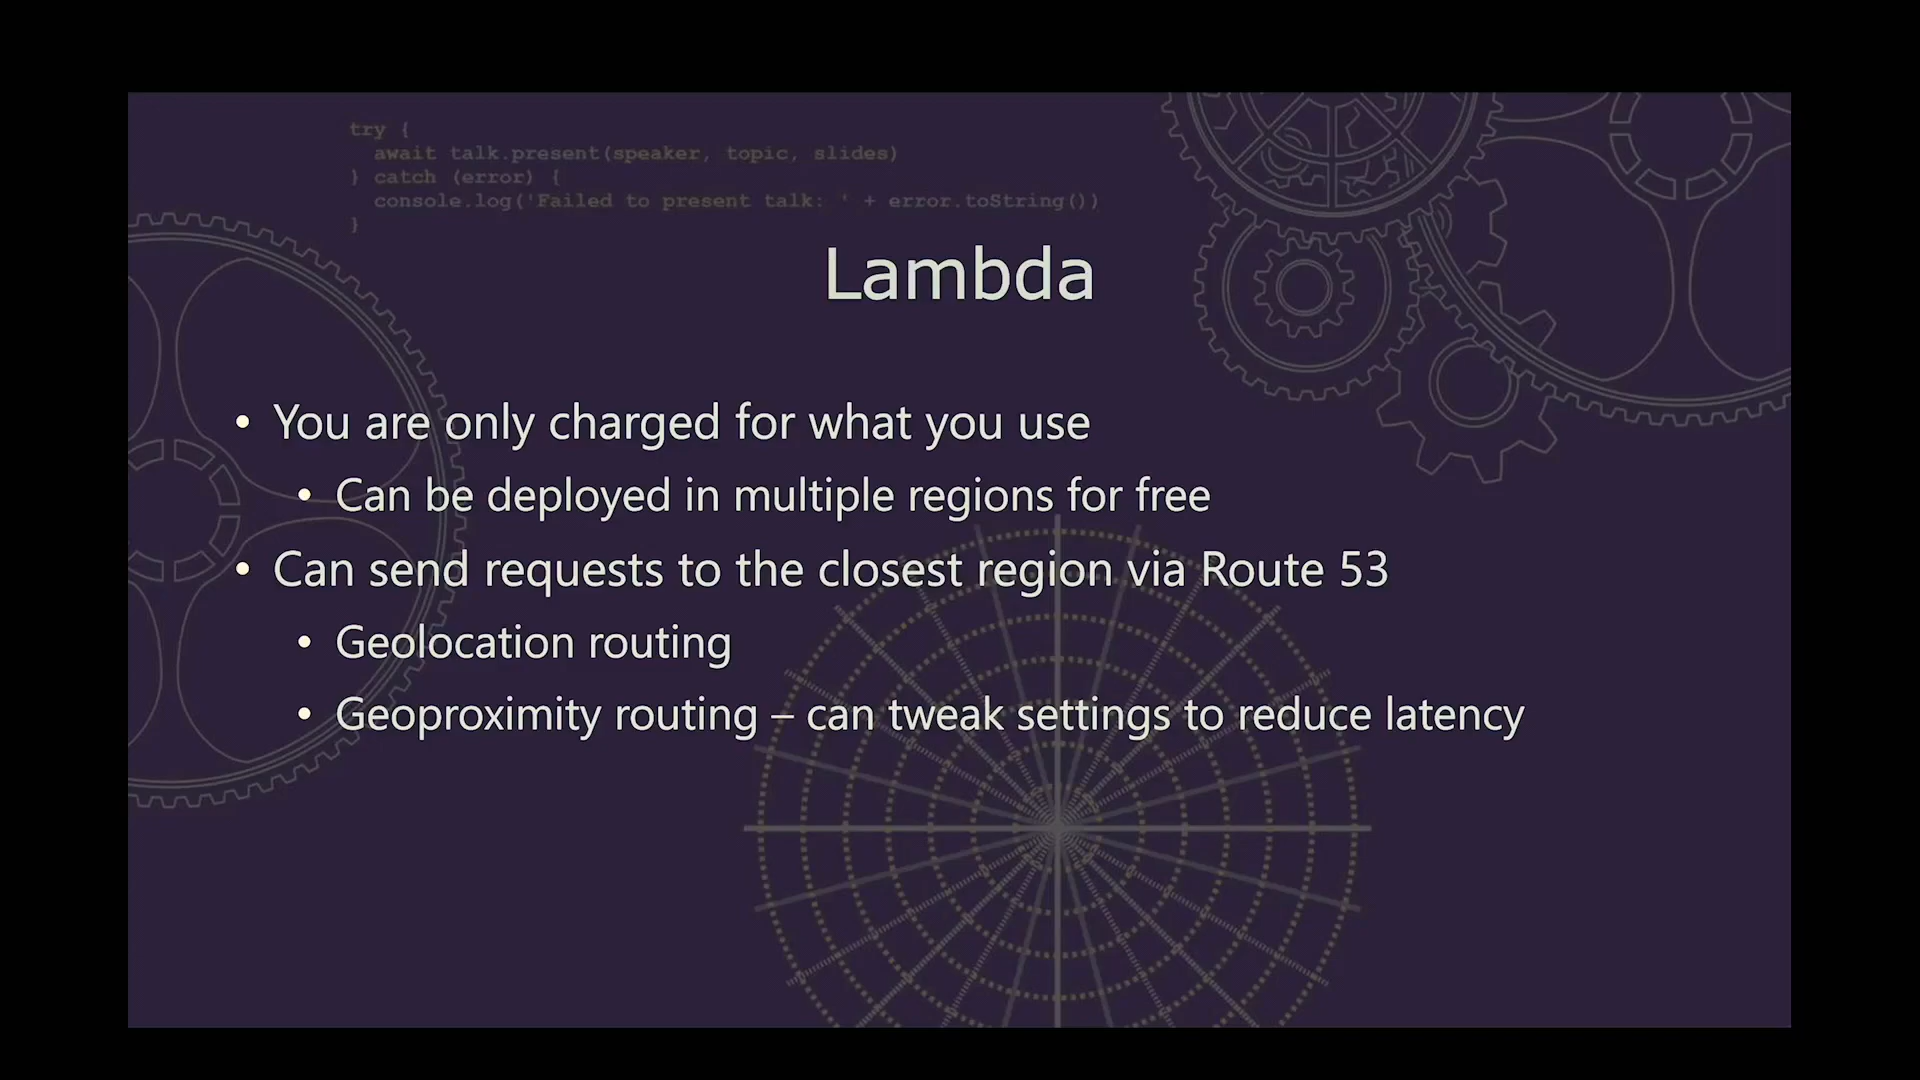 try {
await talk.present(speaker, topic, slides)
} catch (error) {
console.log('Failed to present talk: ' + error.toString())
}
Lambda
• You are only charged for what you use
• Can be deployed in multiple regions for free
• Can send requests to the closest region via Route 53
• Geolocation routing
• Geoproximity routing – can tweak settings to reduce latency